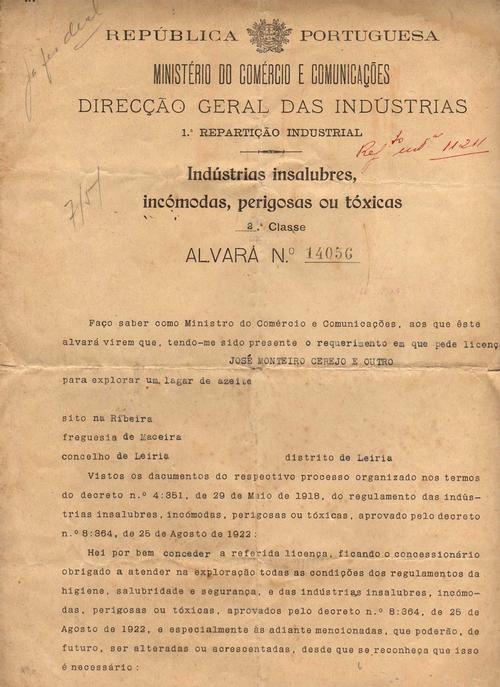 REPÚBLICA PORTUGUESA
MINISTÉRIO DO COMÉRCIO E COMUNICAÇÕES
DIRECÇÃO GERAL DAS INDÚSTRIAS
1.ª REPARTIÇÃO INDUSTRIAL
11211
Indústrias insalubres,
incómodas, perigosas ou tóxicas
2.ª Classe
ALVARÁ N.º 14056
Faço saber como Ministro do Comércio e Comunicações, aos que êste
alvará virem que, tendo-me sido presente o requerimento em que pede licenç
JOSÉ MONTEIRO CEREJO E OUTRO
para explorar um lagar de azeite
sito na Ribeira
freguesia de Maceira
concelho de Leiria distrito de Leiria
Vistos os dacumentos do respectivo processo organizado nos termos
do decreto n.º 4:351, de 29 de Maio de 1918, do regulamento das indús-
trias insalubres, incómodas, perigosas ou tóxicas, aprovado pelo decreto
n.º 8:364, de 25 de Agosto de 1922:
Hei por bem conceder a referida licença, ficando o concessionário
obrigado a atender na exploração todas as condições dos regulamentos da
higiene, salubridade e segurança, e das indústrias insalubres, incómo-
das, perigosas ou tóxicas, aprovados pelo decreto n.º 8:364, de 25 de
Agosto de 1922, e especialmente às adiante mencionadas, que poderão, de
futuro, ser alteradas ou acrescentadas, desde que se reconheça que isso
é necessário: